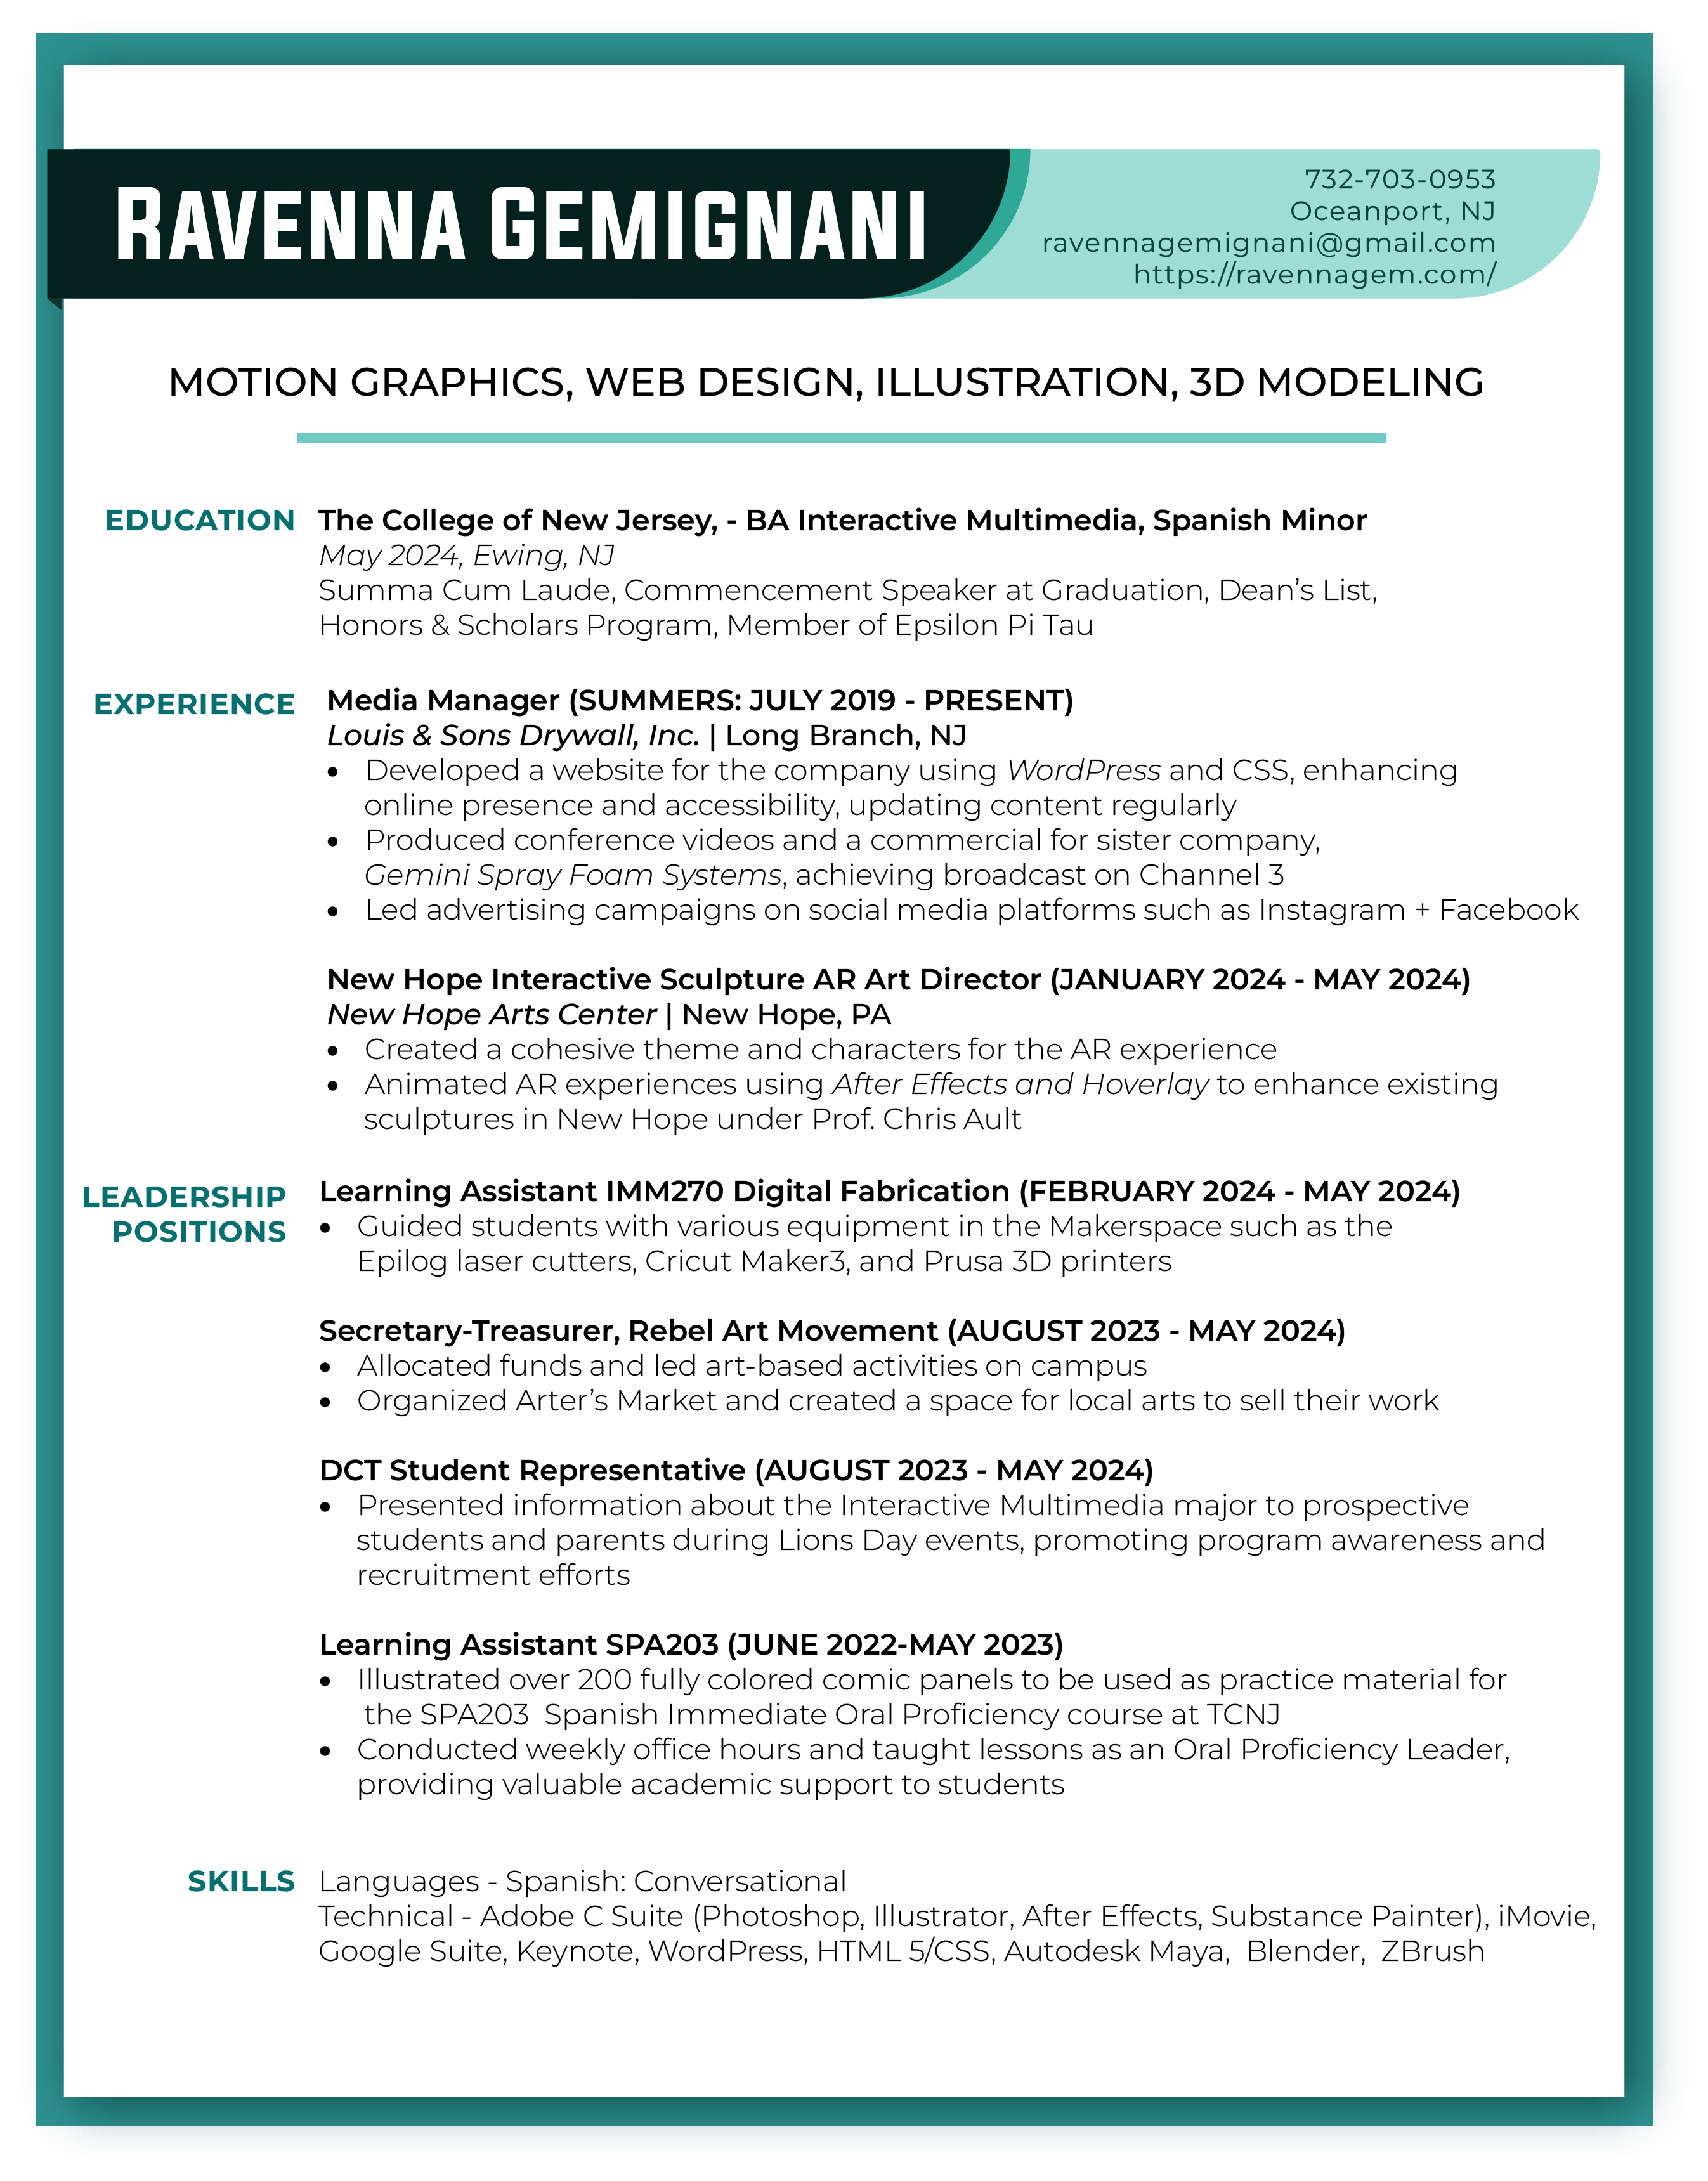 RAVENNA GEMIGNANI
732-703-0953
Oceanport, NJ
ravennagemignani@gmail.com
https://ravennagem.com/
MOTION GRAPHICS, WEB DESIGN, ILLUSTRATION, 3D MODELING
EDUCATION
The College of New Jersey, - BA Interactive Multimedia, Spanish Minor
May 2024, Ewing, NJ
Summa Cum Laude, Commencement Speaker at Graduation, Dean’s List,
Honors & Scholars Program, Member of Epsilon Pi Tau
EXPERIENCE
Media Manager (SUMMERS: JULY 2019 - PRESENT)
Louis & Sons Drywall, Inc. | Long Branch, NJ
• Developed a website for the company using WordPress and CSS, enhancing
online presence and accessibility, updating content regularly
• Produced conference videos and a commercial for sister company,
Gemini Spray Foam Systems, achieving broadcast on Channel 3
• Led advertising campaigns on social media platforms such as Instagram + Facebook
New Hope Interactive Sculpture AR Art Director (JANUARY 2024 - MAY 2024)
New Hope Arts Center | New Hope, PA
• Created a cohesive theme and characters for the AR experience
• Animated AR experiences using After Effects and Hoverlay to enhance existing
sculptures in New Hope under Prof. Chris Ault
LEADERSHIP
POSITIONS
Learning Assistant IMM270 Digital Fabrication (FEBRUARY 2024 - MAY 2024)
• Guided students with various equipment in the Makerspace such as the
Epilog laser cutters, Cricut Maker3, and Prusa 3D printers
Secretary-Treasurer, Rebel Art Movement (AUGUST 2023 - MAY 2024)
• Allocated funds and led art-based activities on campus
• Organized Arter’s Market and created a space for local arts to sell their work
DCT Student Representative (AUGUST 2023 - MAY 2024)
• Presented information about the Interactive Multimedia major to prospective
students and parents during Lions Day events, promoting program awareness and
recruitment efforts
Learning Assistant SPA203 (JUNE 2022-MAY 2023)
• Illustrated over 200 fully colored comic panels to be used as practice material for
the SPA203  Spanish Immediate Oral Proficiency course at TCNJ
• Conducted weekly office hours and taught lessons as an Oral Proficiency Leader,
providing valuable academic support to students
SKILLS
Languages - Spanish: Conversational
Technical - Adobe C Suite (Photoshop, Illustrator, After Effects, Substance Painter), iMovie,
Google Suite, Keynote, WordPress, HTML 5/CSS, Autodesk Maya,  Blender,  ZBrush